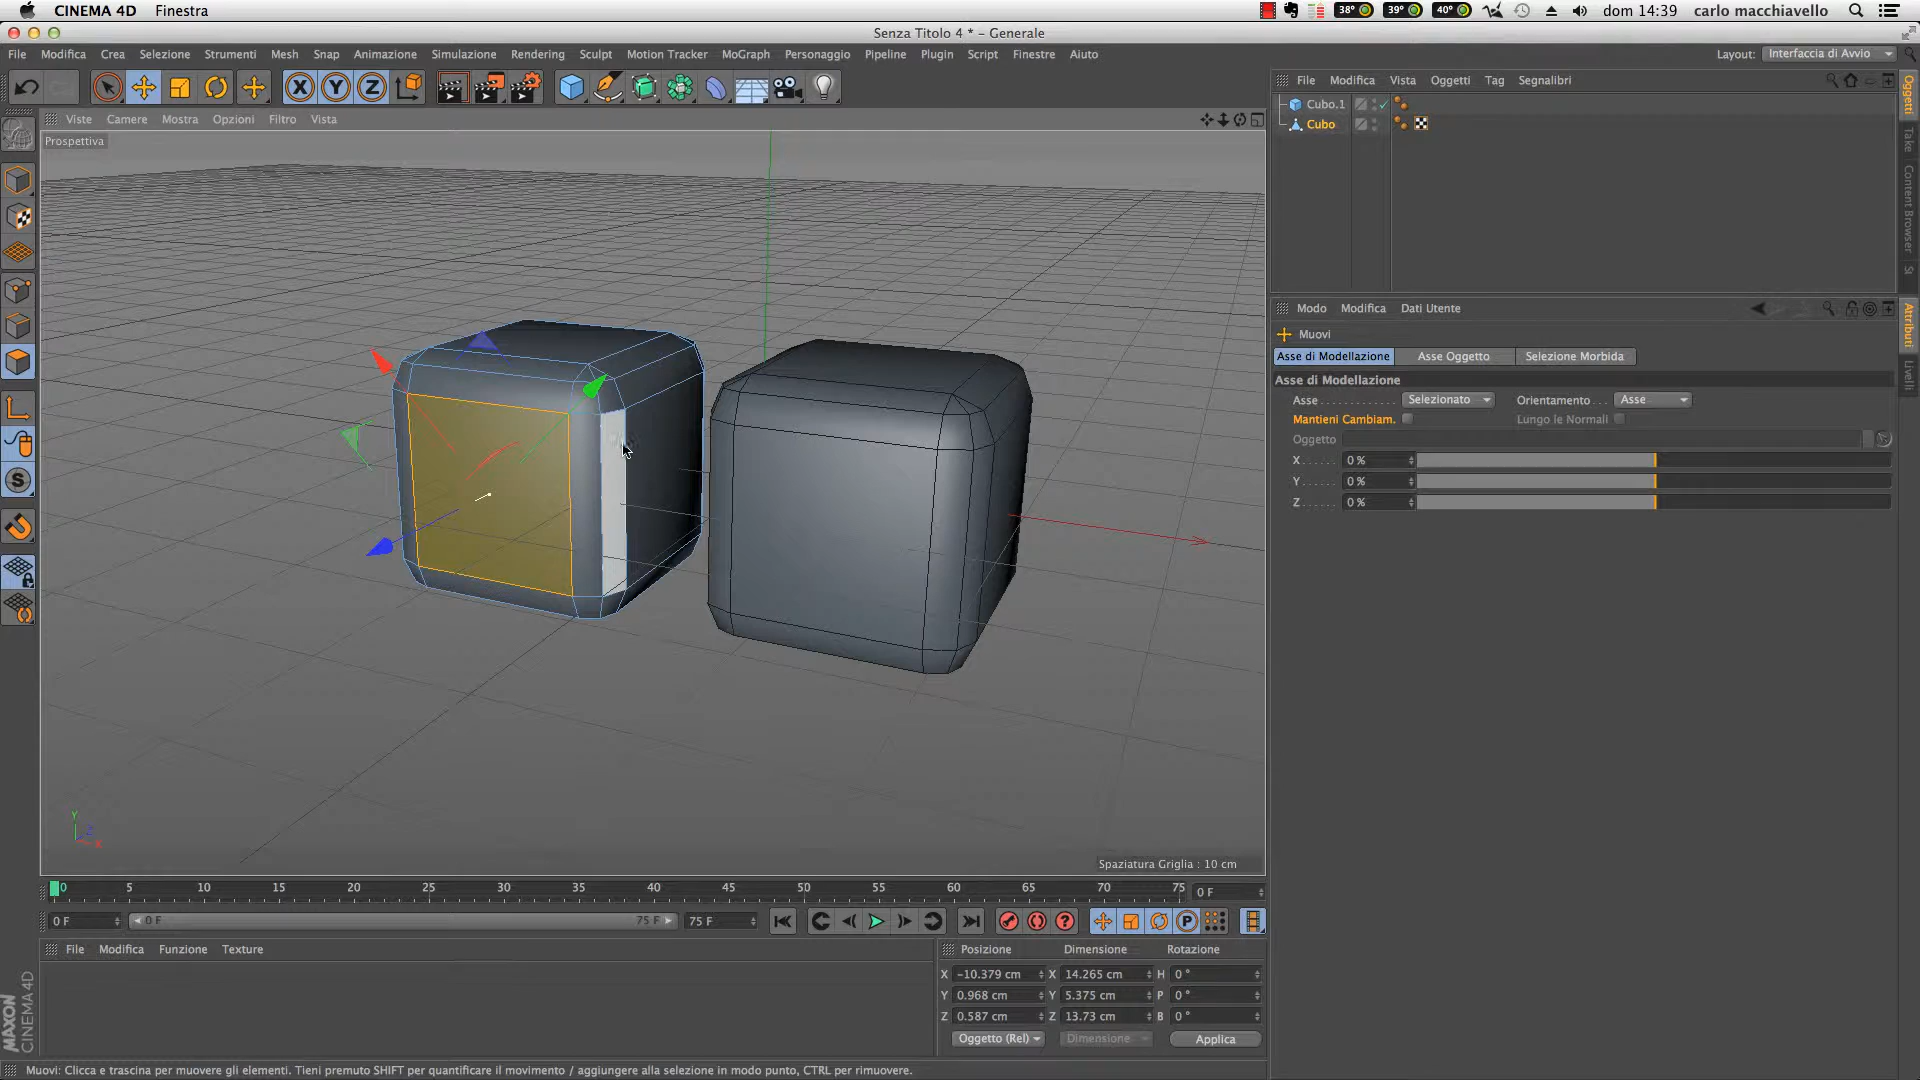 CINEMA 4D Finestra
38° 39° 40° dom 14:39 carlo macchiavello
Senza Titolo 4 * - Generale
File Modifica Crea Selezione Strumenti Mesh Snap Animazione Simulazione Rendering Sculpt Motion Tracker MoGraph Personaggio Pipeline Plugin Script Finestre Aiuto Layout: Interfaccia di Avvio
X Y Z
File Modifica Vista Oggetti Tag Segnalibri
Viste Camere Mostra Opzioni Filtro Vista
Prospettiva
Cubo.1
Cubo
Oggetti
Take
Content Browser
Modo Modifica Dati Utente
Muovi
Asse di Modellazione Asse Oggetto Selezione Morbida
Asse di Modellazione
Asse Selezionato Orientamento Asse
Mantieni Cambiam. Lungo le Normali
Oggetto
X 0 %
Y 0 %
Z 0 %
Attributi
Livelli
S
Y
Z
X
Spaziatura Griglia : 10 cm
0 5 10 15 20 25 30 35 40 45 50 55 60 65 70 75 0 F
0 F 0 F 75 F 75 F ? P
File Modifica Funzione Texture
Posizione Dimensione Rotazione
X -10.379 cm X 14.265 cm H 0 °
Y 0.968 cm Y 5.375 cm P 0 °
Z 0.587 cm Z 13.73 cm B 0 °
Oggetto (Rel) Dimensione Applica
MAXON
CINEMA 4D
Muovi: Clicca e trascina per muovere gli elementi. Tieni premuto SHIFT per quantificare il movimento / aggiungere alla selezione in modo punto, CTRL per rimuovere.